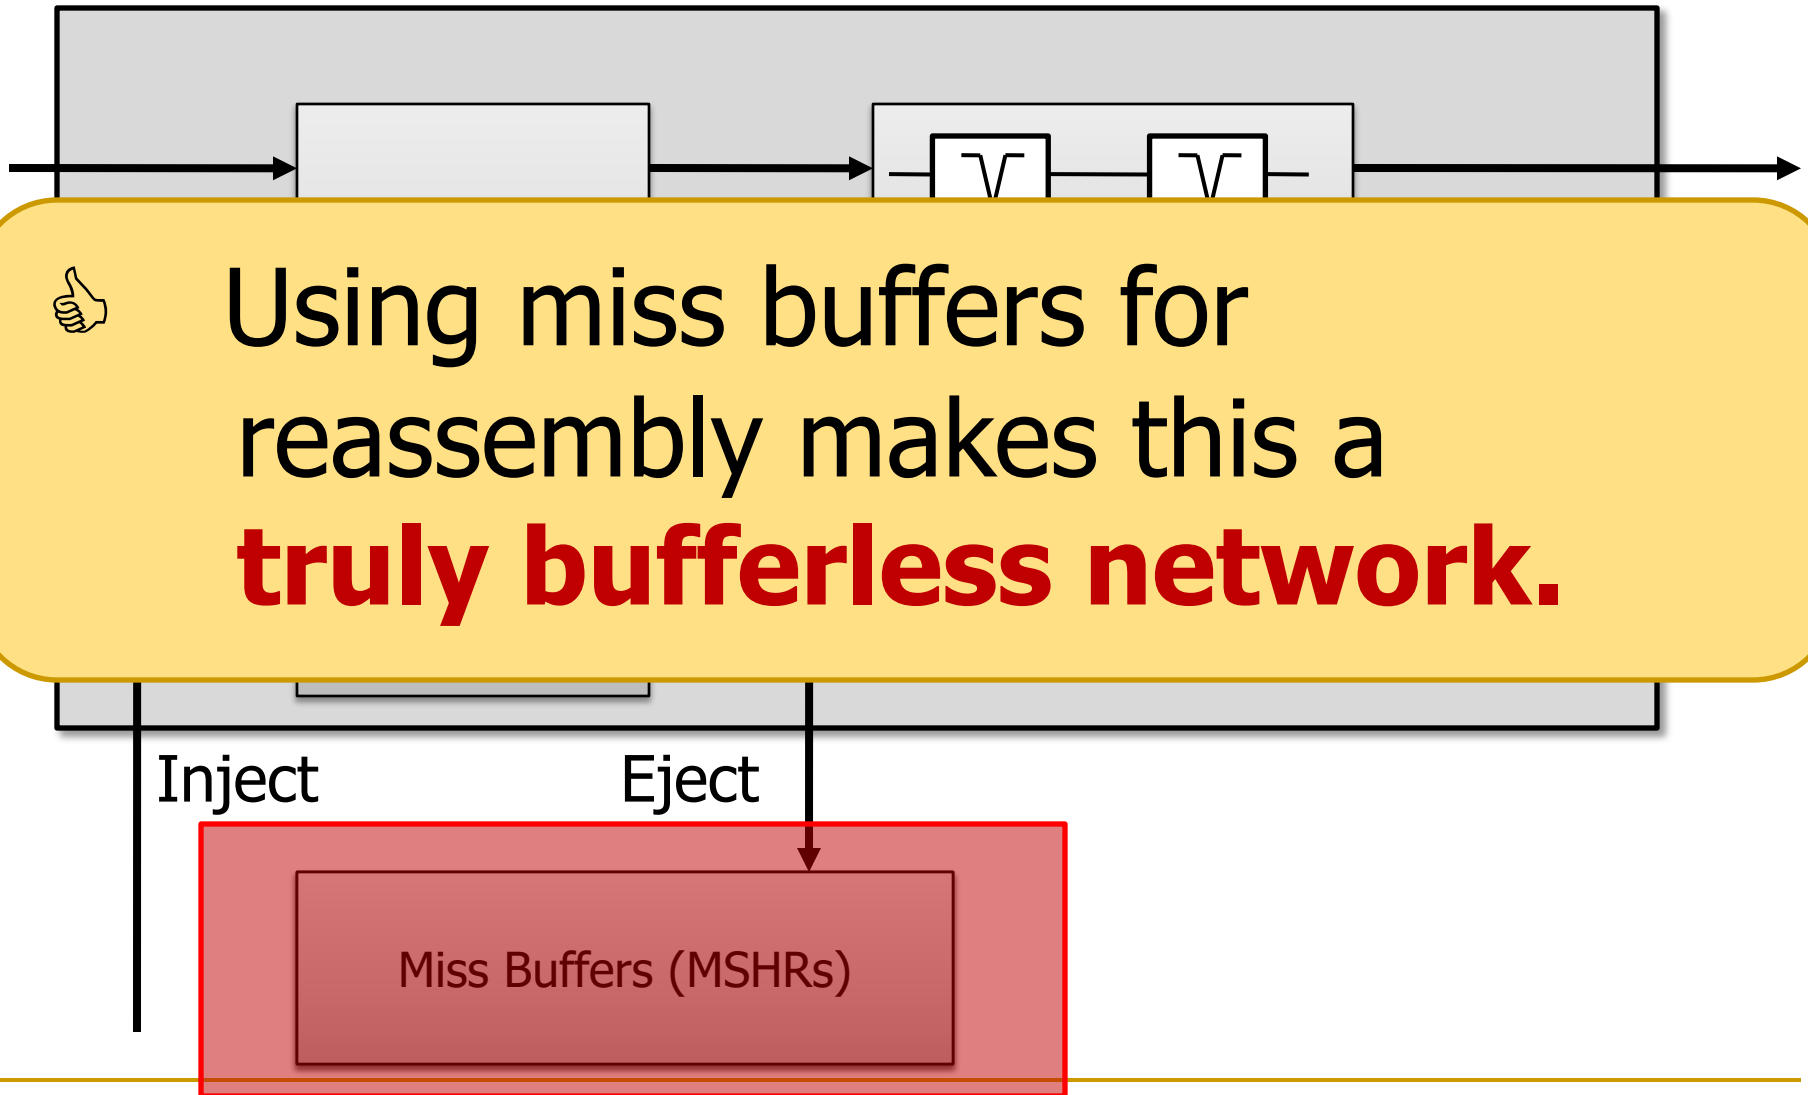 👍 Using miss buffers for
reassembly makes this a
truly bufferless network.
Inject
Eject
Miss Buffers (MSHRs)